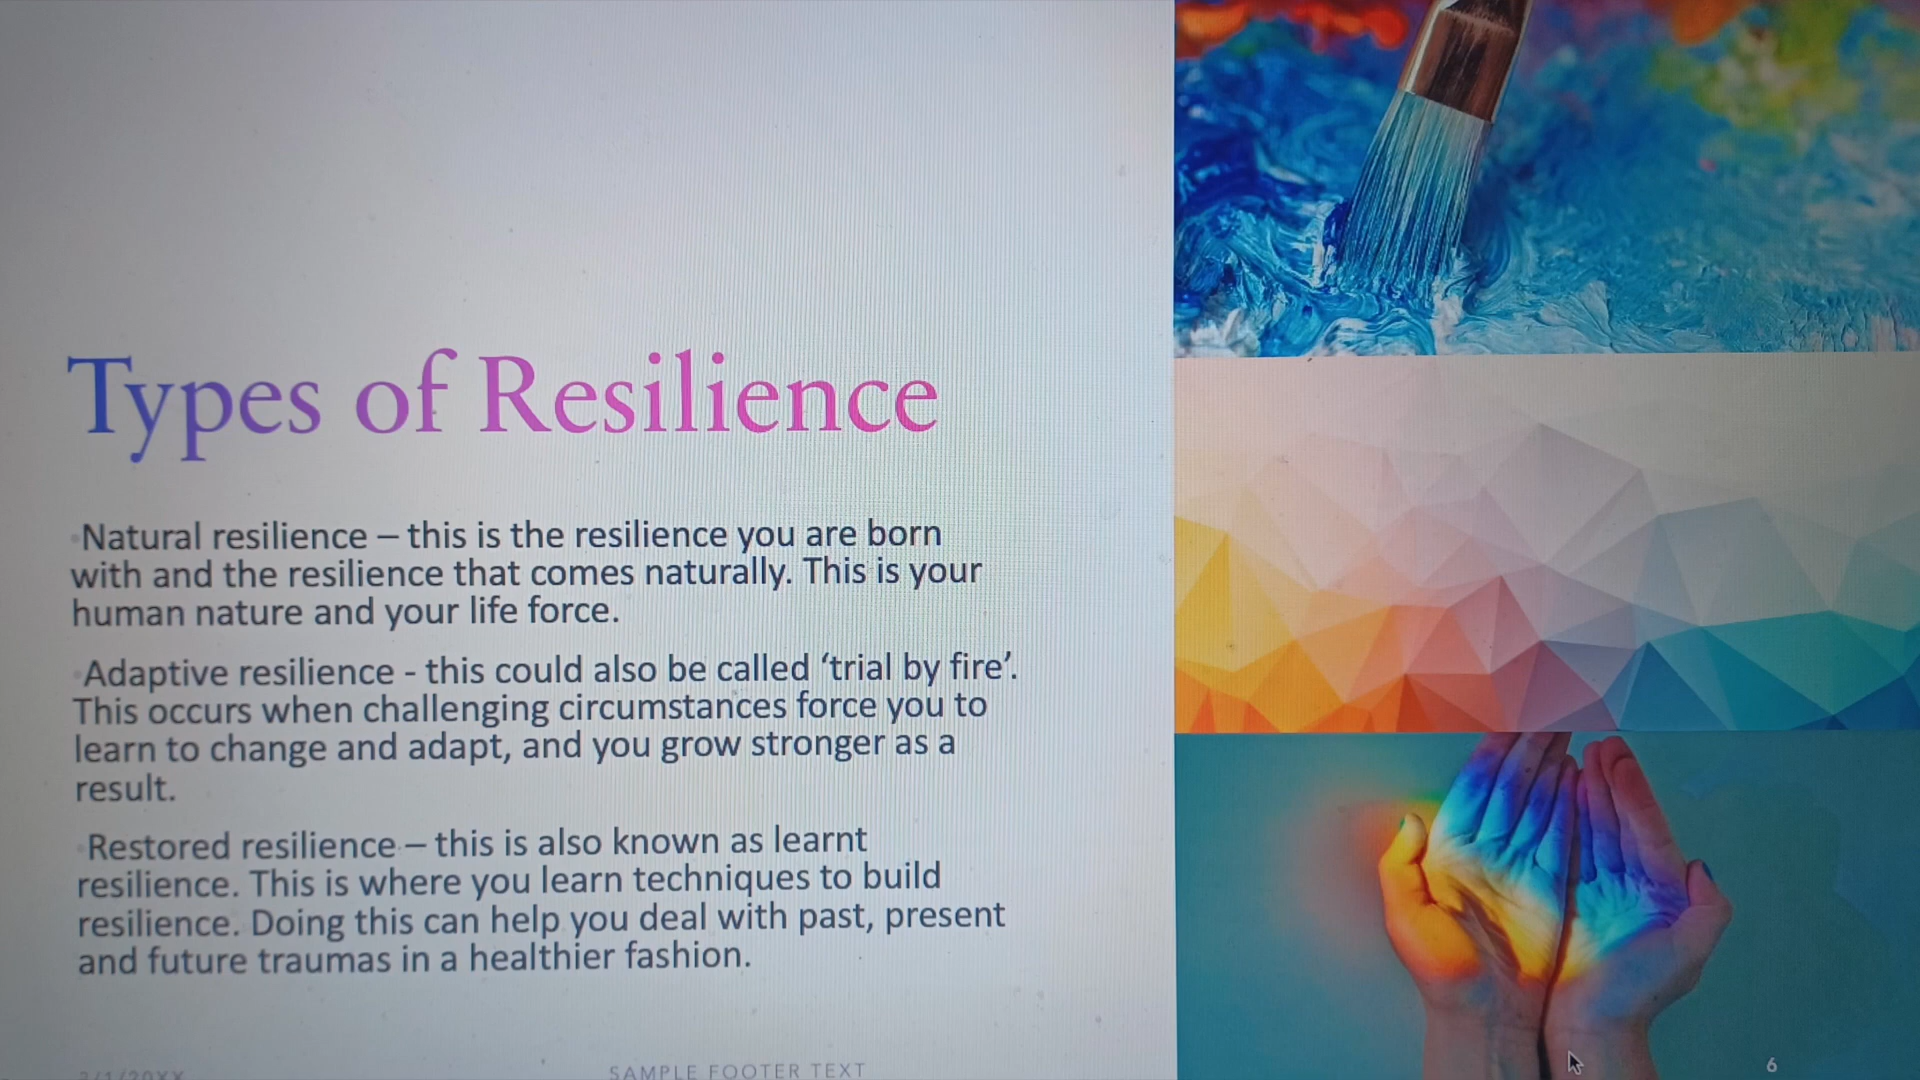 Types of Resilience
Natural resilience – this is the resilience you are born
with and the resilience that comes naturally. This is your
human nature and your life force.
Adaptive resilience - this could also be called ‘trial by fire’.
This occurs when challenging circumstances force you to
learn to change and adapt, and you grow stronger as a
result.
Restored resilience – this is also known as learnt
resilience. This is where you learn techniques to build
resilience. Doing this can help you deal with past, present
and future traumas in a healthier fashion.
SAMPLE FOOTER TEXT
6